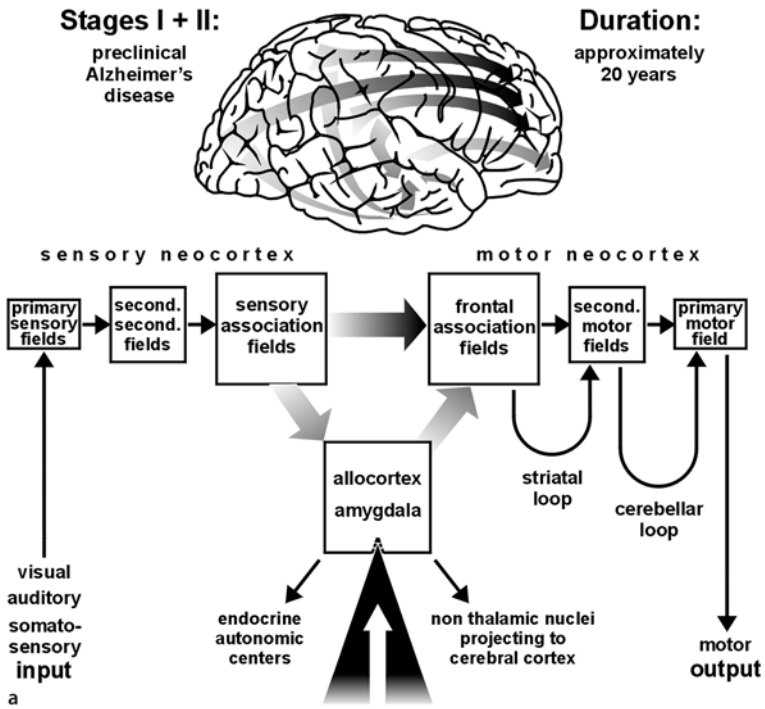 Stages I + II:
preclinical
Alzheimer's
disease
Duration:
approximately
20 years
sensory neocortex
motor neocortex
primary
sensory
fields
second.
second.
fields
sensory
association
fields
frontal
association
fields
second.
motor
fields
primary
motor
field
allocortex
amygdala
striatal
loop
cerebellar
loop
visual
auditory
somato-
sensory
input
endocrine
autonomic
centers
non thalamic nuclei
projecting to
cerebral cortex
motor
output
a